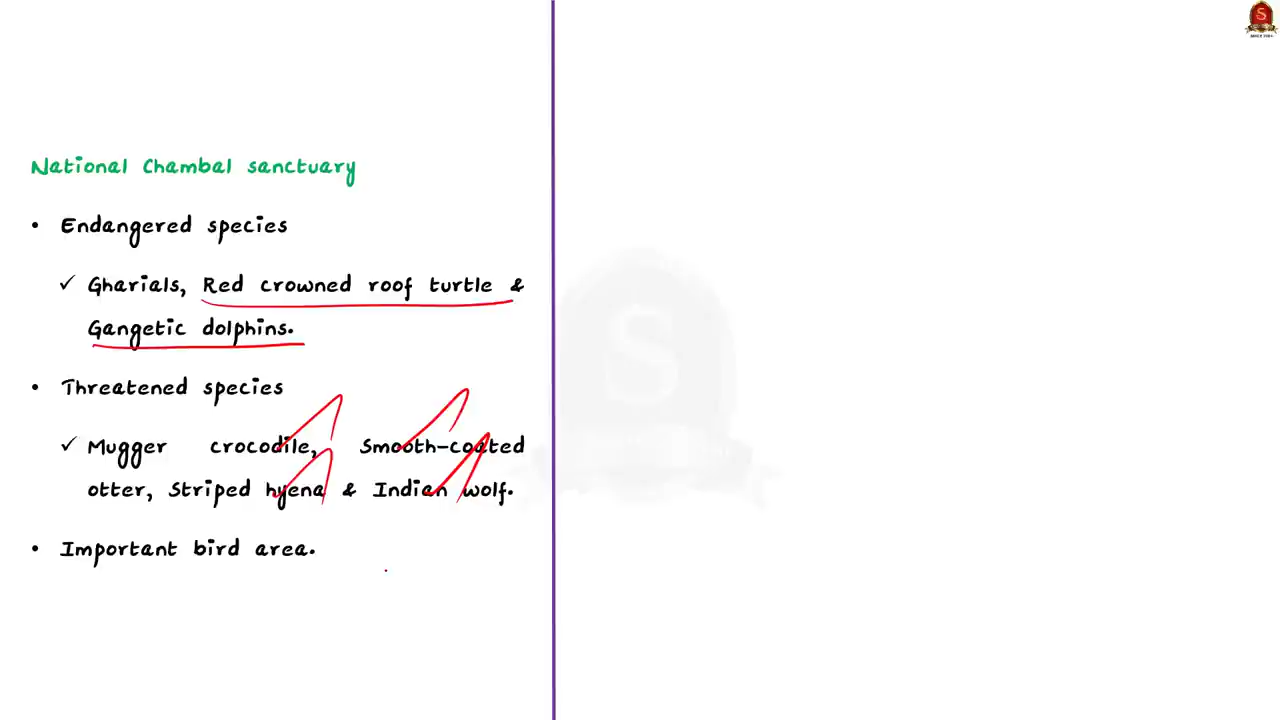 National Chambal sanctuary
• Endangered species
✓ Gharials, Red crowned roof turtle &
Gangetic dolphins.
• Threatened species
✓ Mugger crocodile, Smooth-coated
otter, Striped hyena & Indian wolf.
• Important bird area.
S
S